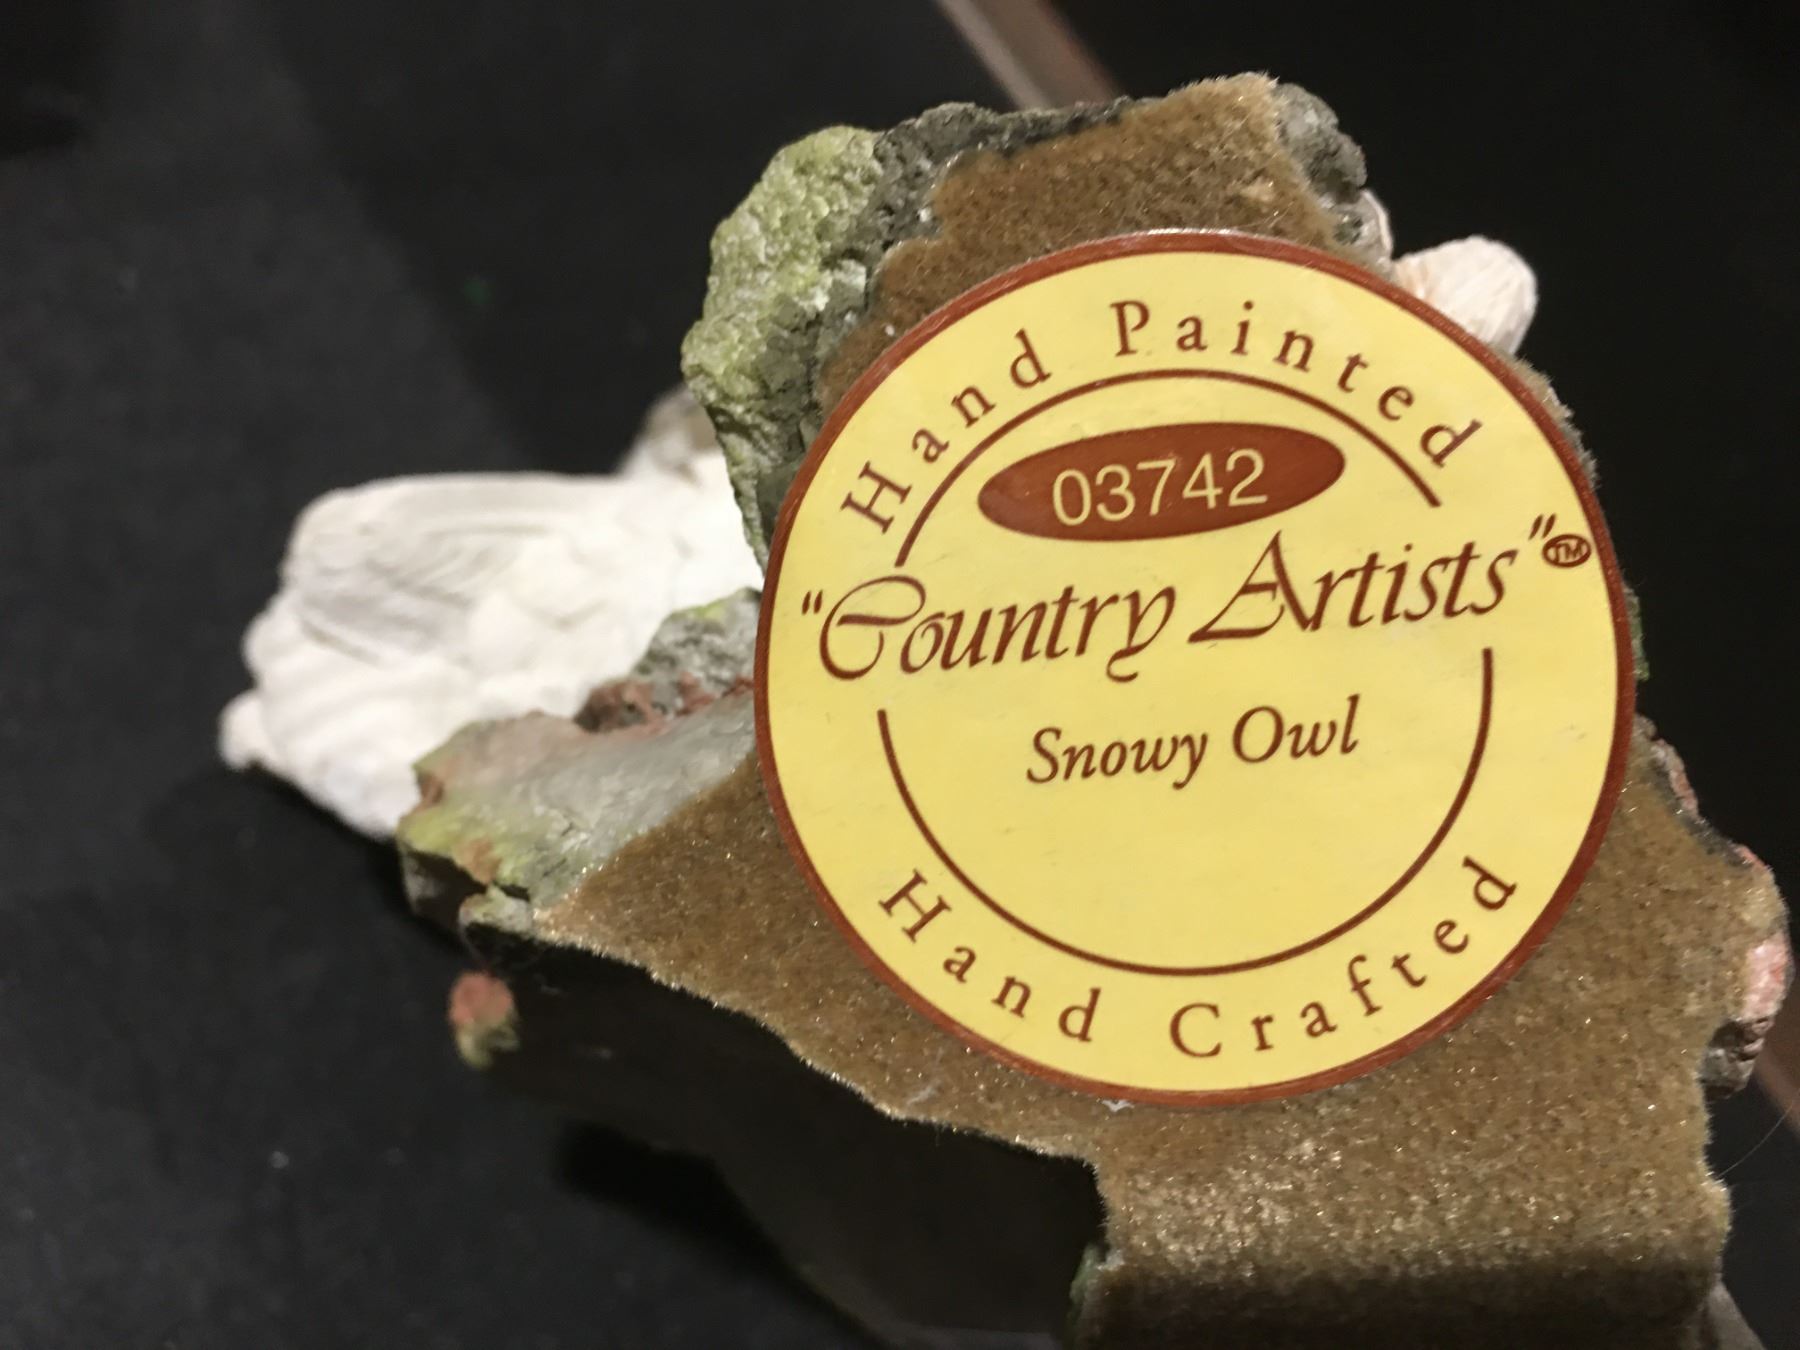 Hand Painted
03742
"Country Artists"™
Snowy Owl
Hand Crafted